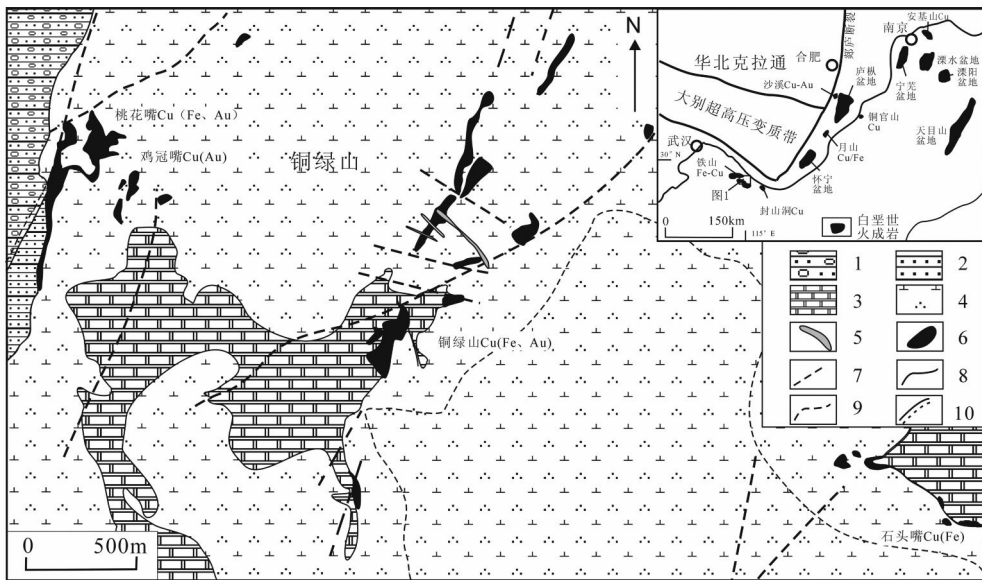 N
桃花嘴Cu（Fe、Au）
鸡冠嘴Cu(Au)
铜绿山
铜绿山Cu(Fe、Au)
石头嘴Cu(Fe)
0 500m
安基山Cu
南京
溧水盆地
溧阳
盆地
宁芜
盆地
合肥
华北克拉通
沙溪Cu-Au
庐枞
盆地
大别超高压变质带
铜官山
Cu
天目山
盆地
武汉
30°N
月山
Cu/Fe
铁山
Fe-Cu
怀宁
盆地
图1
封山洞Cu
0 150km
115°E
白垩世
火成岩
1
2
3
4
5
6
7
8
9
10